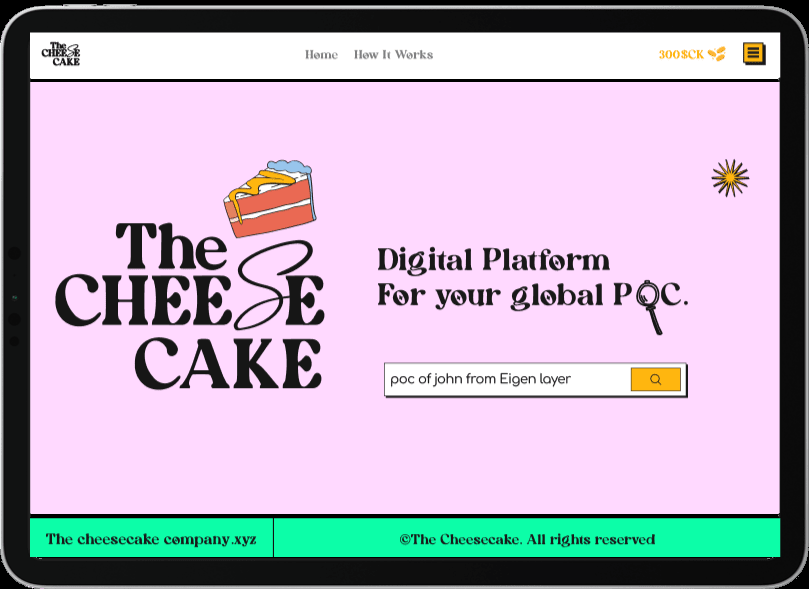 The
CHEESE
CAKE
Home
How It Works
300$CK
The
CHEESE
CAKE
Digital Platform
For your global POC.
poc of john from Eigen layer
The cheesecake company.xyz
©The Cheesecake. All rights reserved